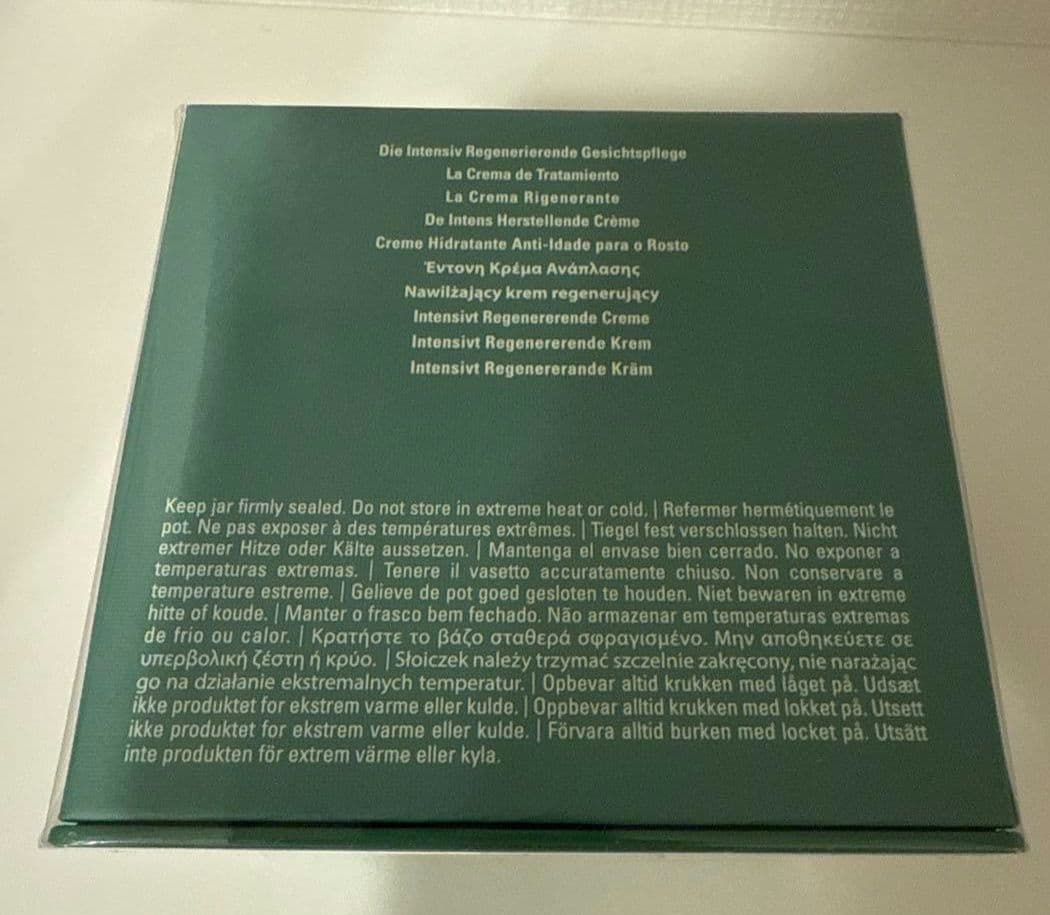 Die Intensiv Regenerierende Gesichtspflege
La Crema de Tratamiento
La Crema Rigenerante
De Intens Herstellende Crème
Creme Hidratante Anti-Idade para o Rosto
Έντονη Κρέμα Ανάπλασης
Nawilżający krem regenerujący
Intensivt Regenererende Creme
Intensivt Regenererende Krem
Intensivt Regenererande Kräm
Keep jar firmly sealed. Do not store in extreme heat or cold. | Refermer hermétiquement le
pot. Ne pas exposer à des températures extrêmes. | Tiegel fest verschlossen halten. Nicht
extremer Hitze oder Kälte aussetzen. | Mantenga el envase bien cerrado. No exponer a
temperaturas extremas. | Tenere il vasetto accuratamente chiuso. Non conservare a
temperature estreme. | Gelieve de pot goed gesloten te houden. Niet bewaren in extreme
hitte of koude. | Manter o frasco bem fechado. Não armazenar em temperaturas extremas
de frio ou calor. | Κρατήστε το βάζο σταθερά σφραγισμένο. Μην αποθηκεύετε σε
υπερβολική ζέστη ή κρύο. | Słoiczek należy trzymać szczelnie zakręcony, nie narażając
go na działanie ekstremalnych temperatur. | Opbevar altid krukken med låget på. Udsæt
ikke produktet for ekstrem varme eller kulde. | Oppbevar alltid krukken med lokket på. Utsett
ikke produktet for ekstrem varme eller kulde. | Förvara alltid burken med locket på. Utsätt
inte produkten för extrem värme eller kyla.